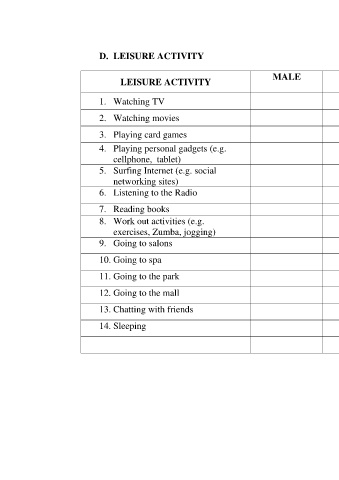 D. LEISURE ACTIVITY
LEISURE ACTIVITY
MALE
1. Watching TV
2. Watching movies
3. Playing card games
4. Playing personal gadgets (e.g.
cellphone, tablet)
5. Surfing Internet (e.g. social
networking sites)
6. Listening to the Radio
7. Reading books
8. Work out activities (e.g.
exercises, Zumba, jogging)
9. Going to salons
10. Going to spa
11. Going to the park
12. Going to the mall
13. Chatting with friends
14. Sleeping